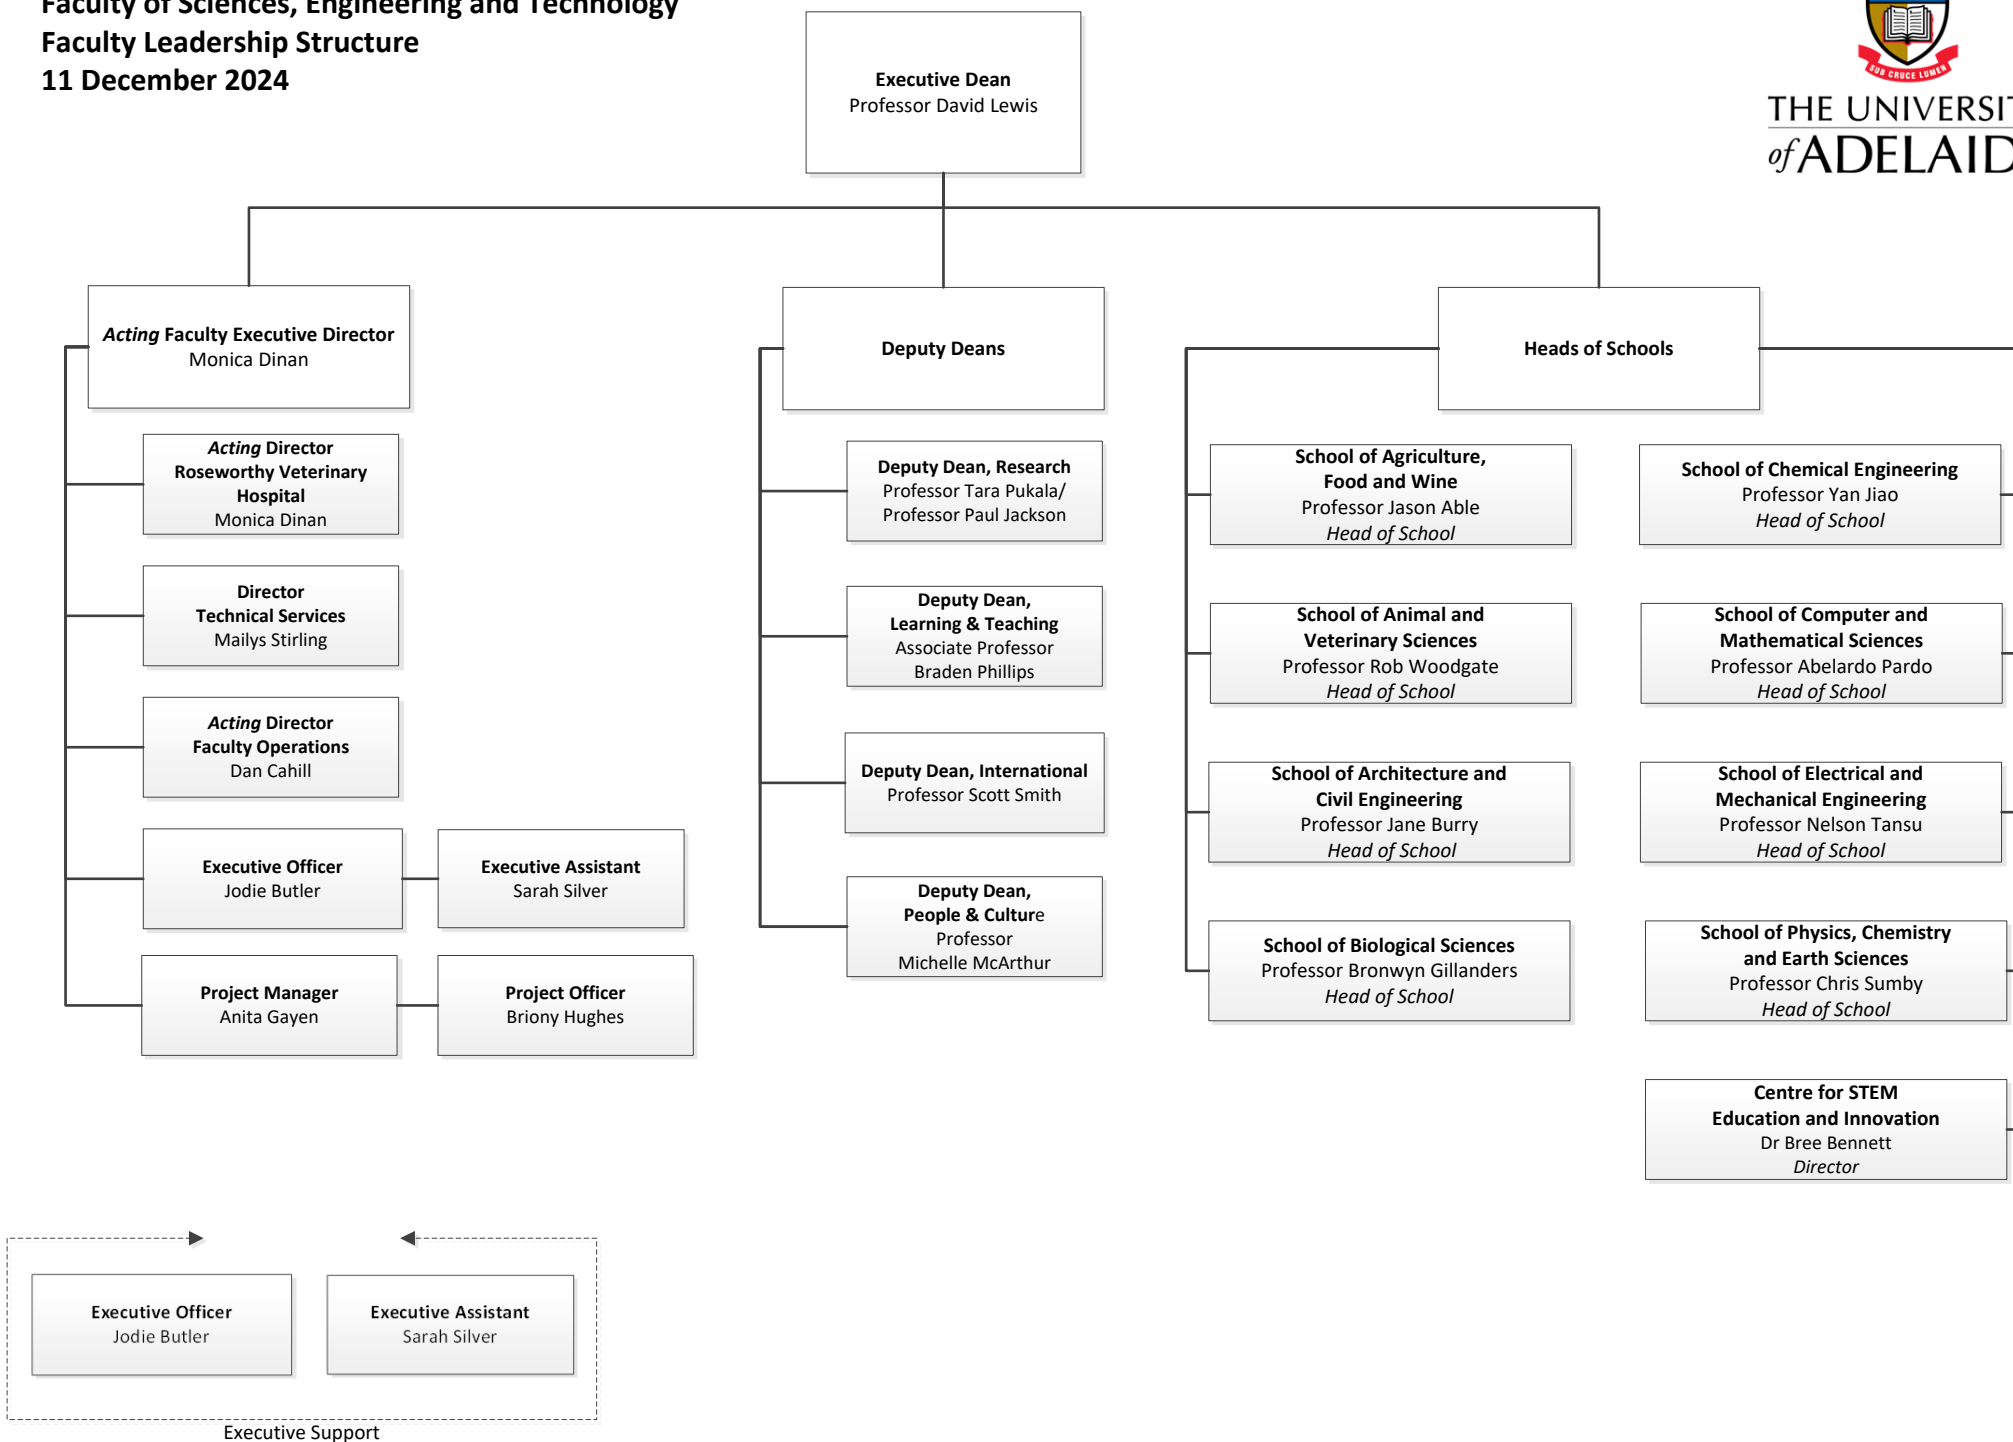 Faculty of Sciences, Engineering and Technology
Faculty Leadership Structure
11 December 2024
SUB CRUCE LUMEN
THE UNIVERSIT
of ADELAID
Executive Dean
Professor David Lewis
Acting Faculty Executive Director
Monica Dinan
Acting Director
Roseworthy Veterinary
Hospital
Monica Dinan
Director
Technical Services
Mailys Stirling
Acting Director
Faculty Operations
Dan Cahill
Executive Officer
Jodie Butler
Executive Assistant
Sarah Silver
Project Manager
Anita Gayen
Project Officer
Briony Hughes
Deputy Deans
Deputy Dean, Research
Professor Tara Pukala/
Professor Paul Jackson
Deputy Dean,
Learning & Teaching
Associate Professor
Braden Phillips
Deputy Dean, International
Professor Scott Smith
Deputy Dean,
People & Culture
Professor
Michelle McArthur
Heads of Schools
School of Agriculture,
Food and Wine
Professor Jason Able
Head of School
School of Animal and
Veterinary Sciences
Professor Rob Woodgate
Head of School
School of Architecture and
Civil Engineering
Professor Jane Burry
Head of School
School of Biological Sciences
Professor Bronwyn Gillanders
Head of School
School of Chemical Engineering
Professor Yan Jiao
Head of School
School of Computer and
Mathematical Sciences
Professor Abelardo Pardo
Head of School
School of Electrical and
Mechanical Engineering
Professor Nelson Tansu
Head of School
School of Physics, Chemistry
and Earth Sciences
Professor Chris Sumby
Head of School
Centre for STEM
Education and Innovation
Dr Bree Bennett
Director
Executive Officer
Jodie Butler
Executive Assistant
Sarah Silver
Executive Support